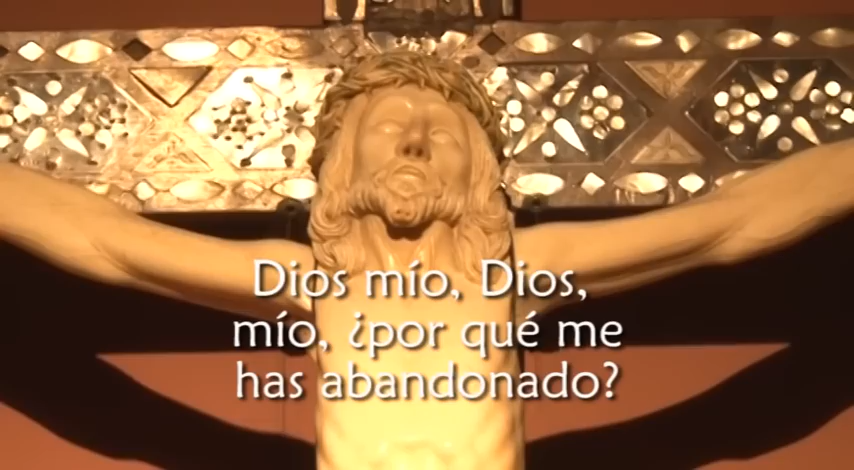 Dios mío, Dios,
mío, ¿por qué me
has abandonado?